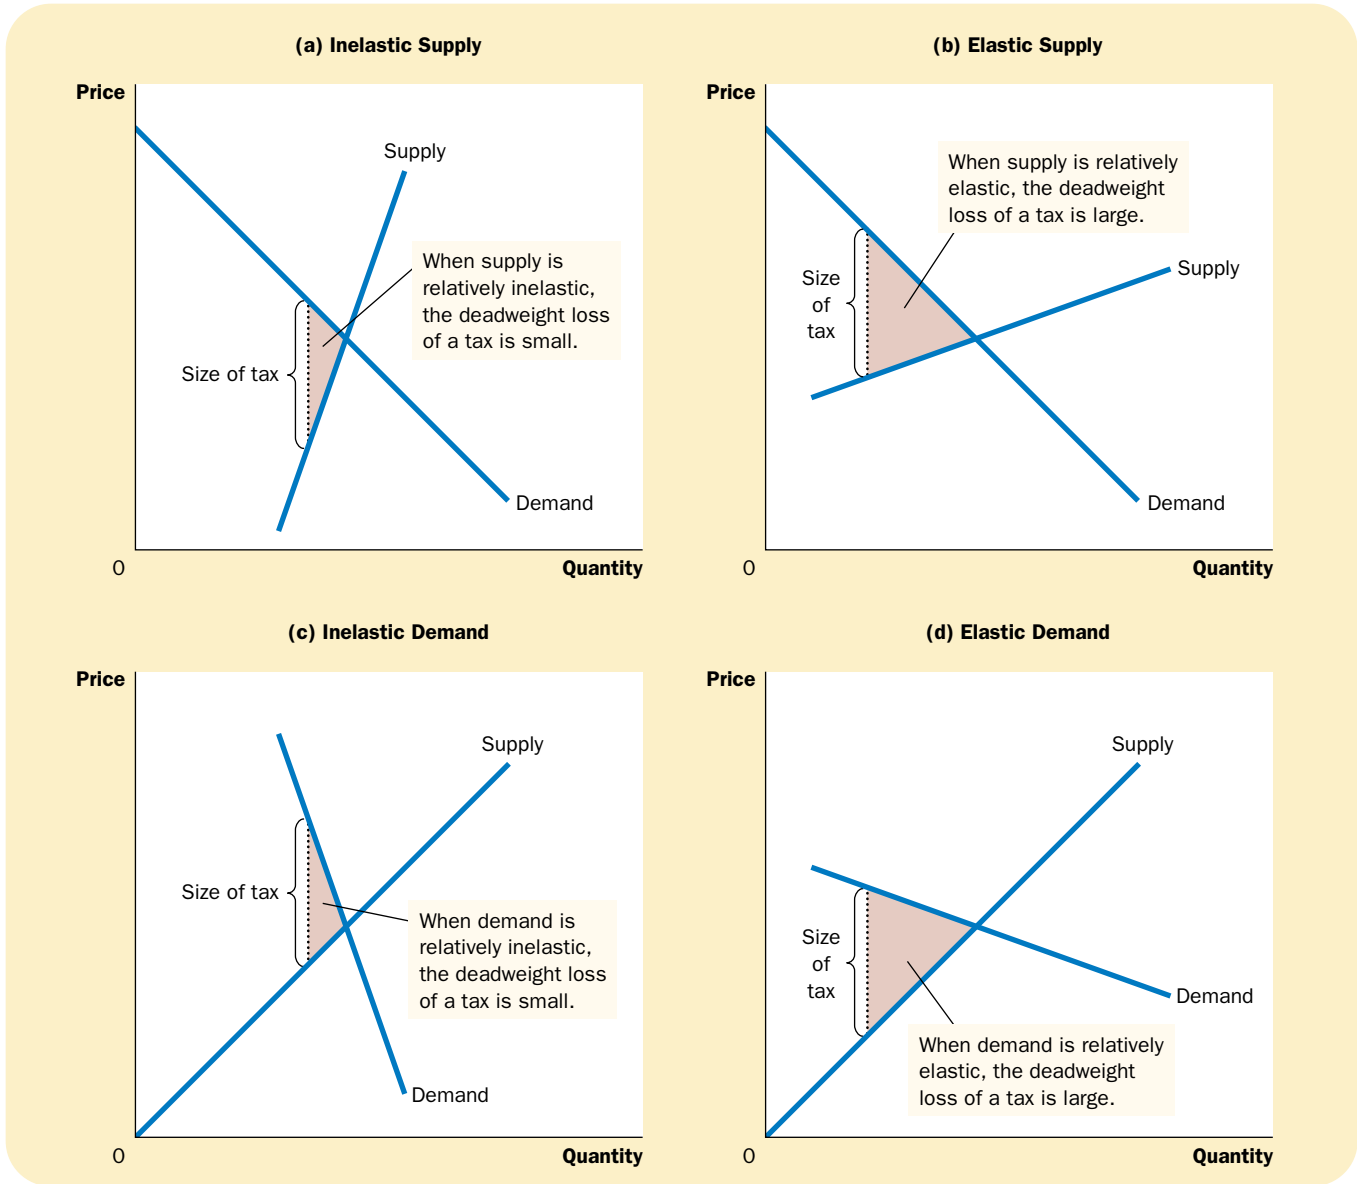 (a) Inelastic Supply
Price
Supply
When supply is
relatively inelastic,
the deadweight loss
of a tax is small.
Size of tax
Demand
0
Quantity
(b) Elastic Supply
Price
When supply is relatively
elastic, the deadweight
loss of a tax is large.
Size
of
tax
Supply
Demand
0
Quantity
(c) Inelastic Demand
Price
Supply
Size of tax
When demand is
relatively inelastic,
the deadweight loss
of a tax is small.
Demand
0
Quantity
(d) Elastic Demand
Price
Supply
Size
of
tax
Demand
When demand is relatively
elastic, the deadweight
loss of a tax is large.
0
Quantity